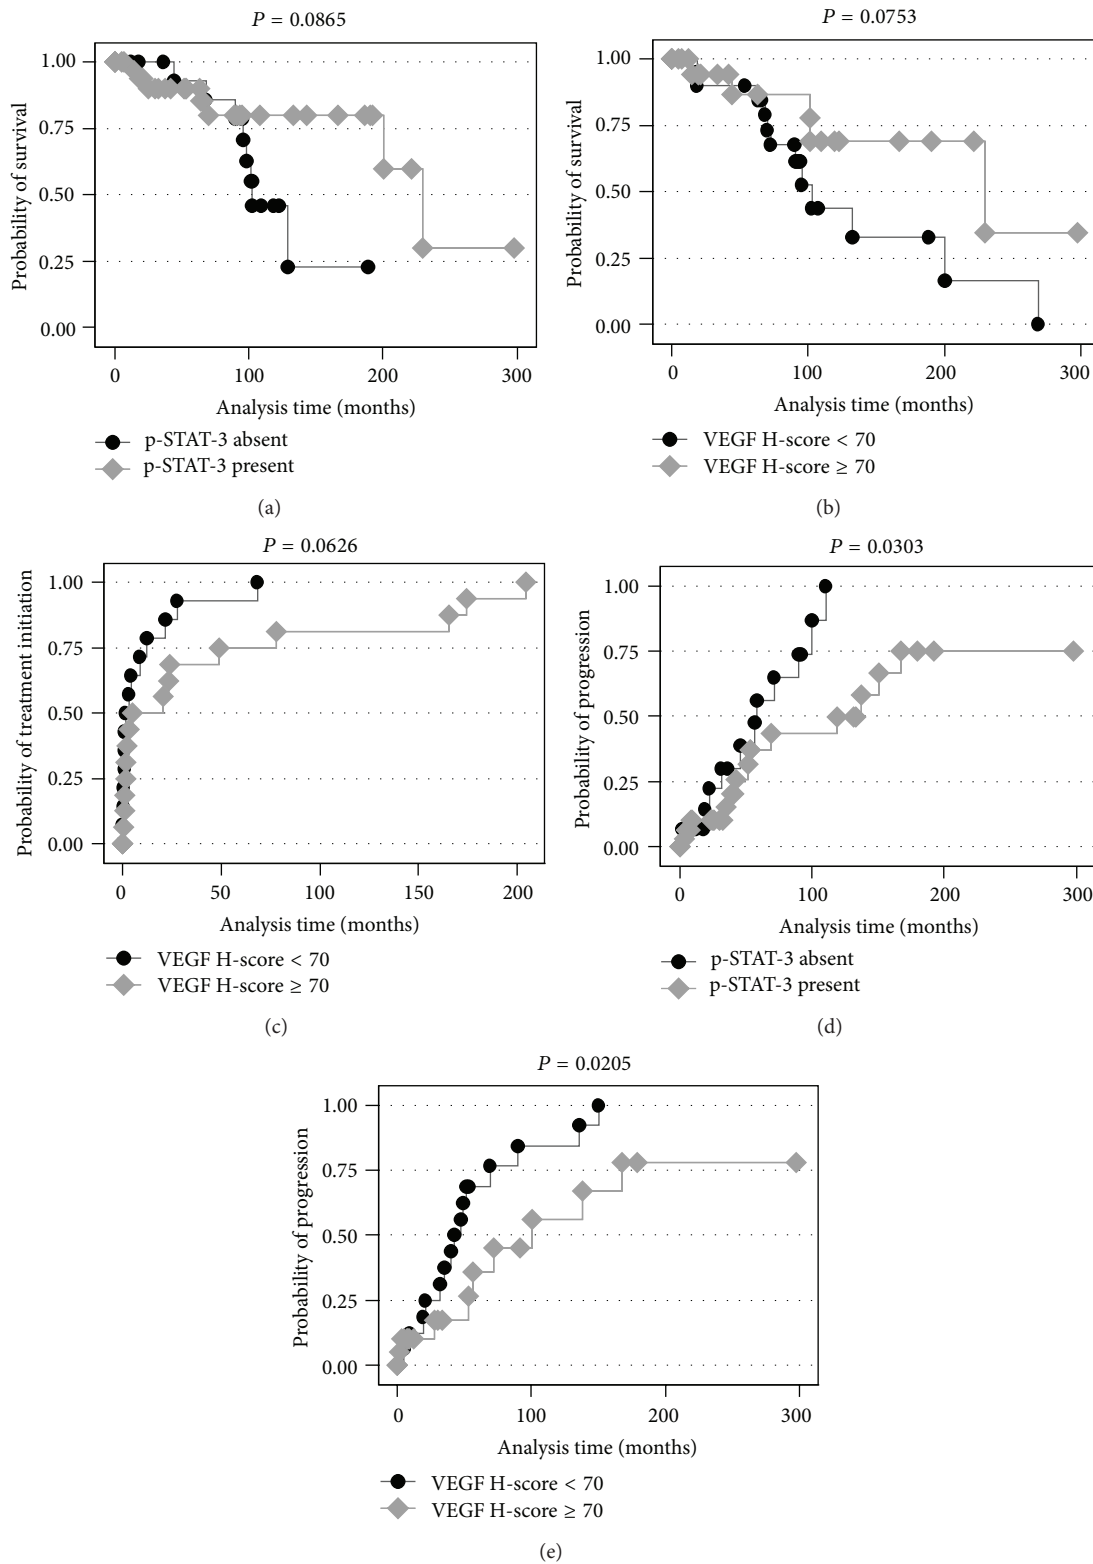 P = 0.0865
Probability of survival
1.00
0.75
0.50
0.25
0.00
0 100 200 300
Analysis time (months)
p-STAT-3 absent
p-STAT-3 present
(a)
P = 0.0753
Probability of survival
1.00
0.75
0.50
0.25
0.00
0 100 200 300
Analysis time (months)
VEGF H-score < 70
VEGF H-score ≥ 70
(b)
P = 0.0626
Probability of treatment initiation
1.00
0.75
0.50
0.25
0.00
0 50 100 150 200
Analysis time (months)
VEGF H-score < 70
VEGF H-score ≥ 70
(c)
P = 0.0303
Probability of progression
1.00
0.75
0.50
0.25
0.00
0 100 200 300
Analysis time (months)
p-STAT-3 absent
p-STAT-3 present
(d)
P = 0.0205
Probability of progression
1.00
0.75
0.50
0.25
0.00
0 100 200 300
Analysis time (months)
VEGF H-score < 70
VEGF H-score ≥ 70
(e)